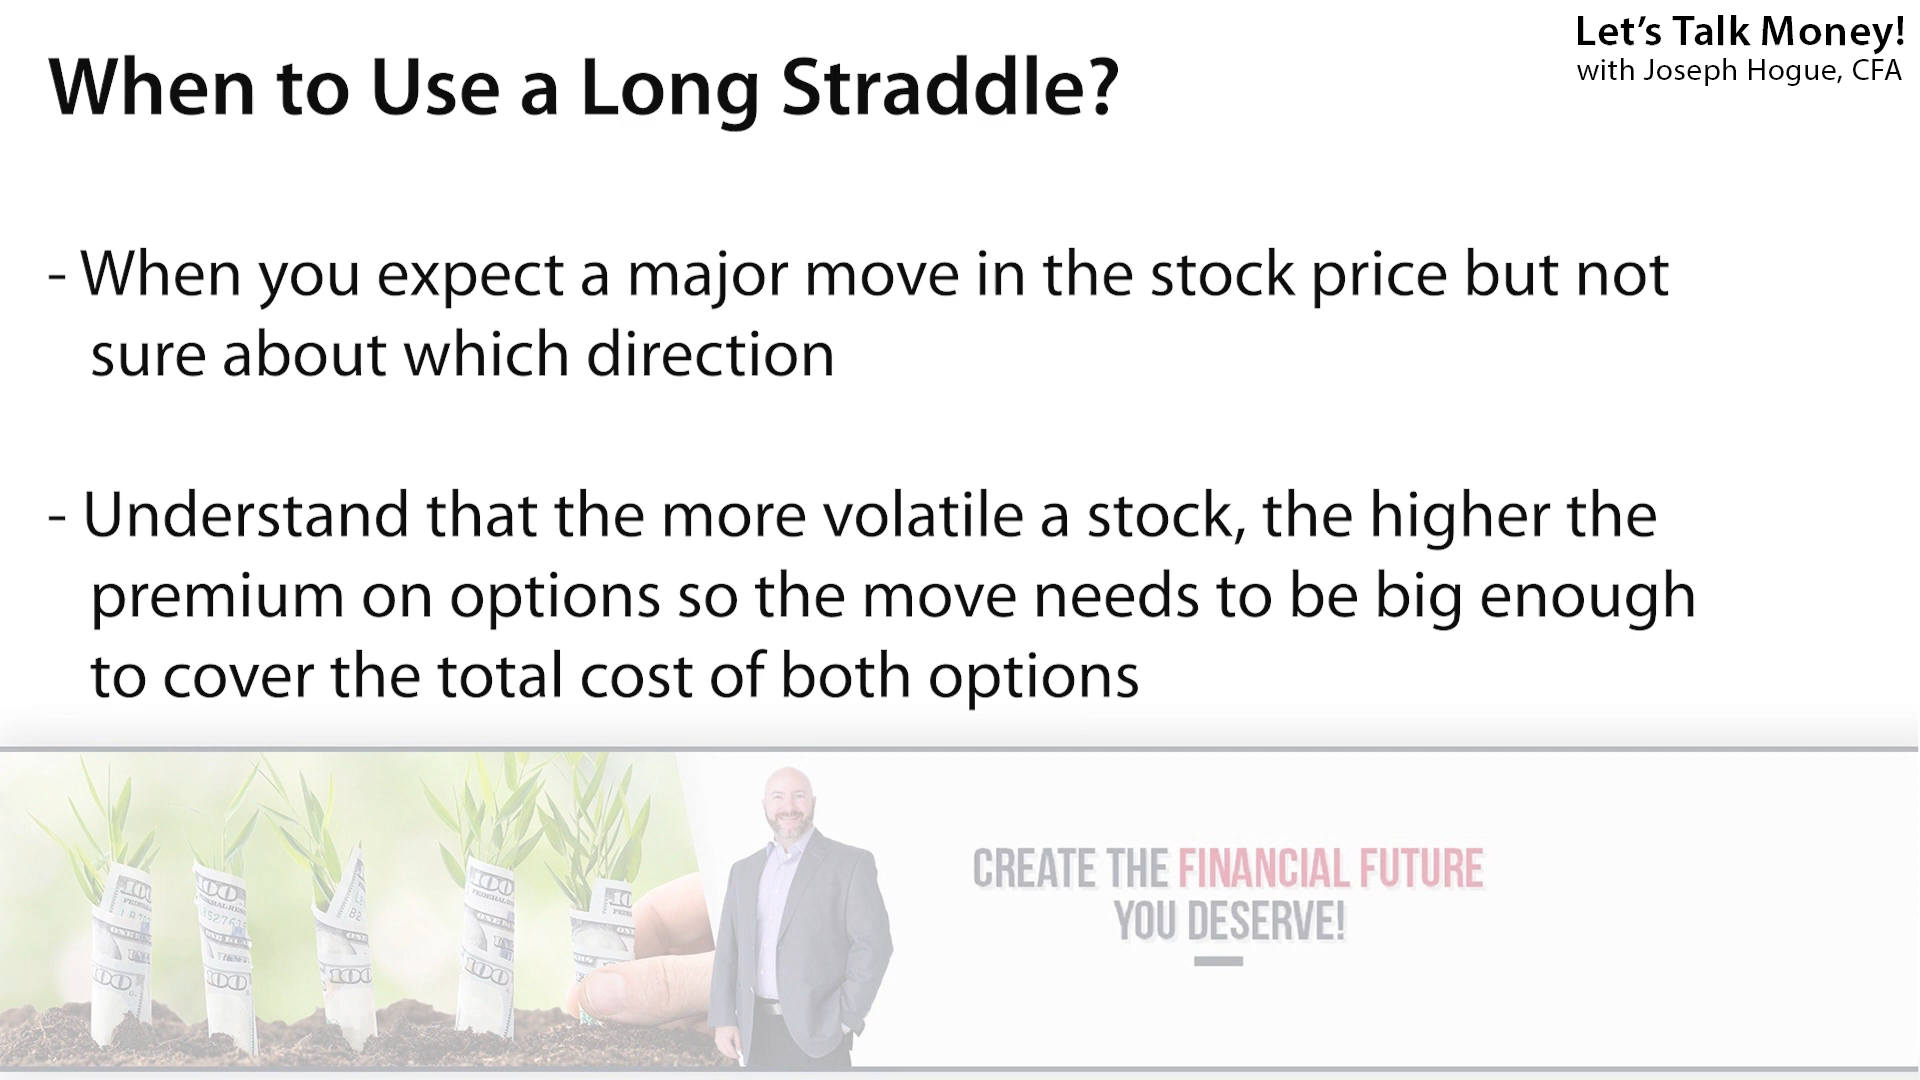 Let's Talk Money!
with Joseph Hogue, CFA
When to Use a Long Straddle?
- When you expect a major move in the stock price but not
sure about which direction
- Understand that the more volatile a stock, the higher the
premium on options so the move needs to be big enough
to cover the total cost of both options
CREATE THE FINANCIAL FUTURE
YOU DESERVE!